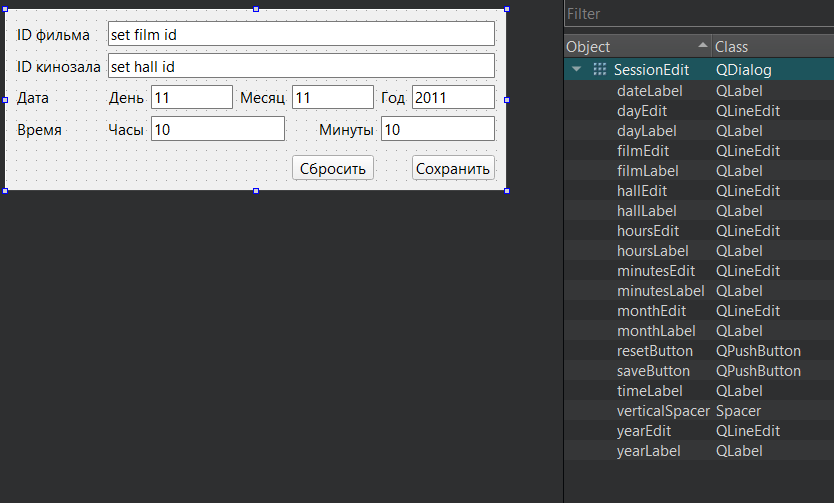 ID фильма set film id
ID кинозала set hall id
Дата День 11 Месяц 11 Год 2011
Время Часы 10 Минуты 10
Сбросить Сохранить
Filter
Object Class
SessionEdit QDialog
dateLabel QLabel
dayEdit QLineEdit
dayLabel QLabel
filmEdit QLineEdit
filmLabel QLabel
hallEdit QLineEdit
hallLabel QLabel
hoursEdit QLineEdit
hoursLabel QLabel
minutesEdit QLineEdit
minutesLabel QLabel
monthEdit QLineEdit
monthLabel QLabel
resetButton QPushButton
saveButton QPushButton
timeLabel QLabel
verticalSpacer Spacer
yearEdit QLineEdit
yearLabel QLabel